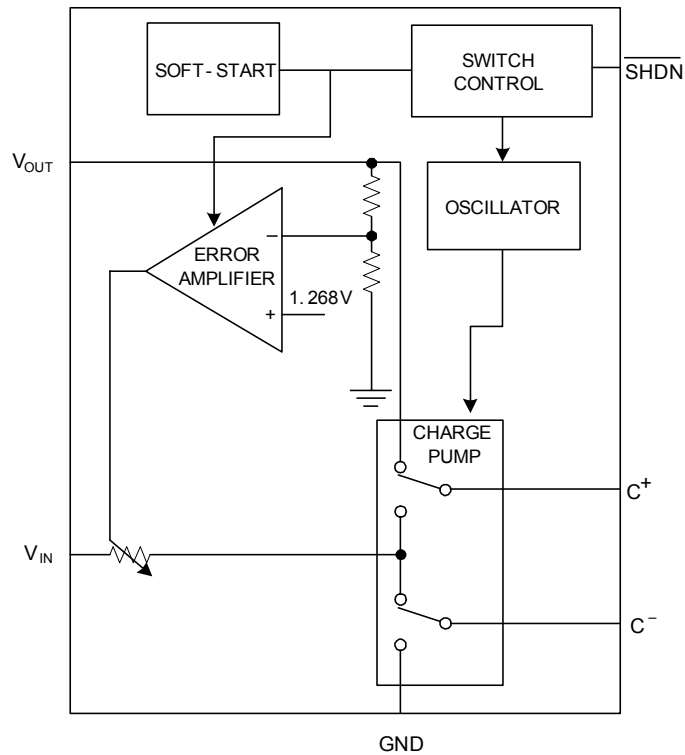 SOFT-START
SWITCH
CONTROL
SHDN
VOUT
OSCILLATOR
−
ERROR
AMPLIFIER
1.268V
+
CHARGE
PUMP
C+
VIN
C−
GND